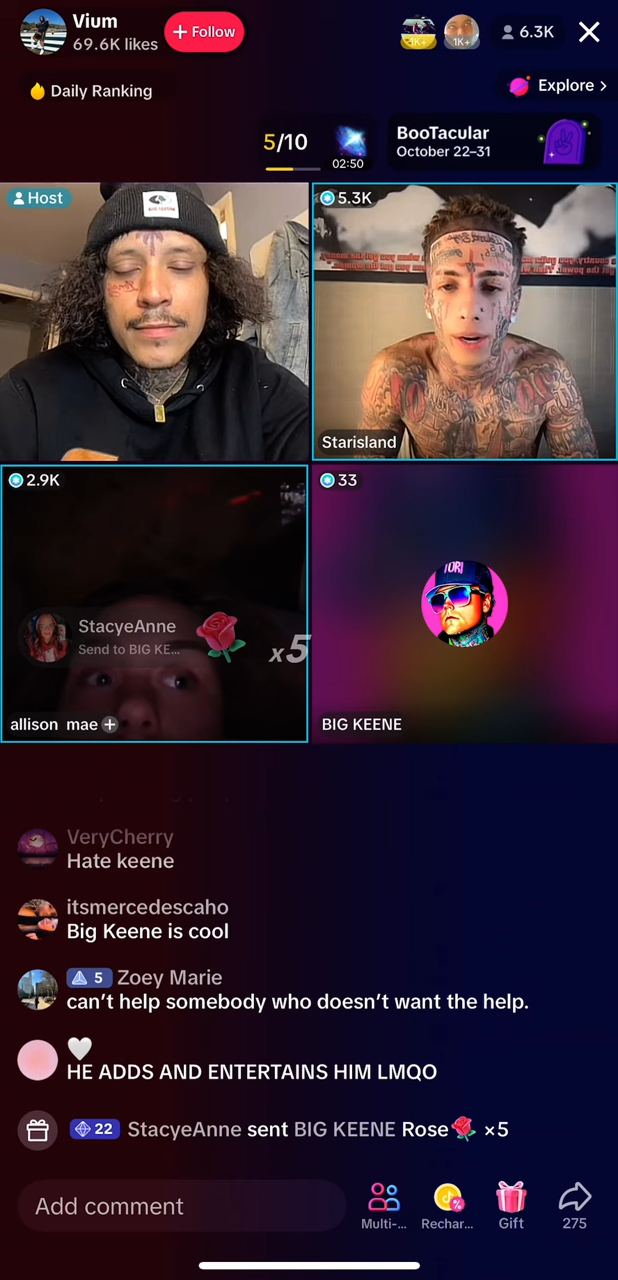 Vium
69.6K likes
+ Follow
1K+
1K+
6.3K
Daily Ranking
Explore >
5/10
02:50
BooTacular
October 22–31
Host
5.3K
Starisland
2.9K
33
StacyeAnne
Send to BIG KE...
x5
allison mae
TORI
BIG KEENE
VeryCherry
Hate keene
itsmercedescaho
Big Keene is cool
5 Zoey Marie
can't help somebody who doesn't want the help.
🤍
HE ADDS AND ENTERTAINS HIM LMQO
22 StacyeAnne sent BIG KEENE Rose🌹 ×5
Add comment
Multi-...
Rechar...
Gift
275